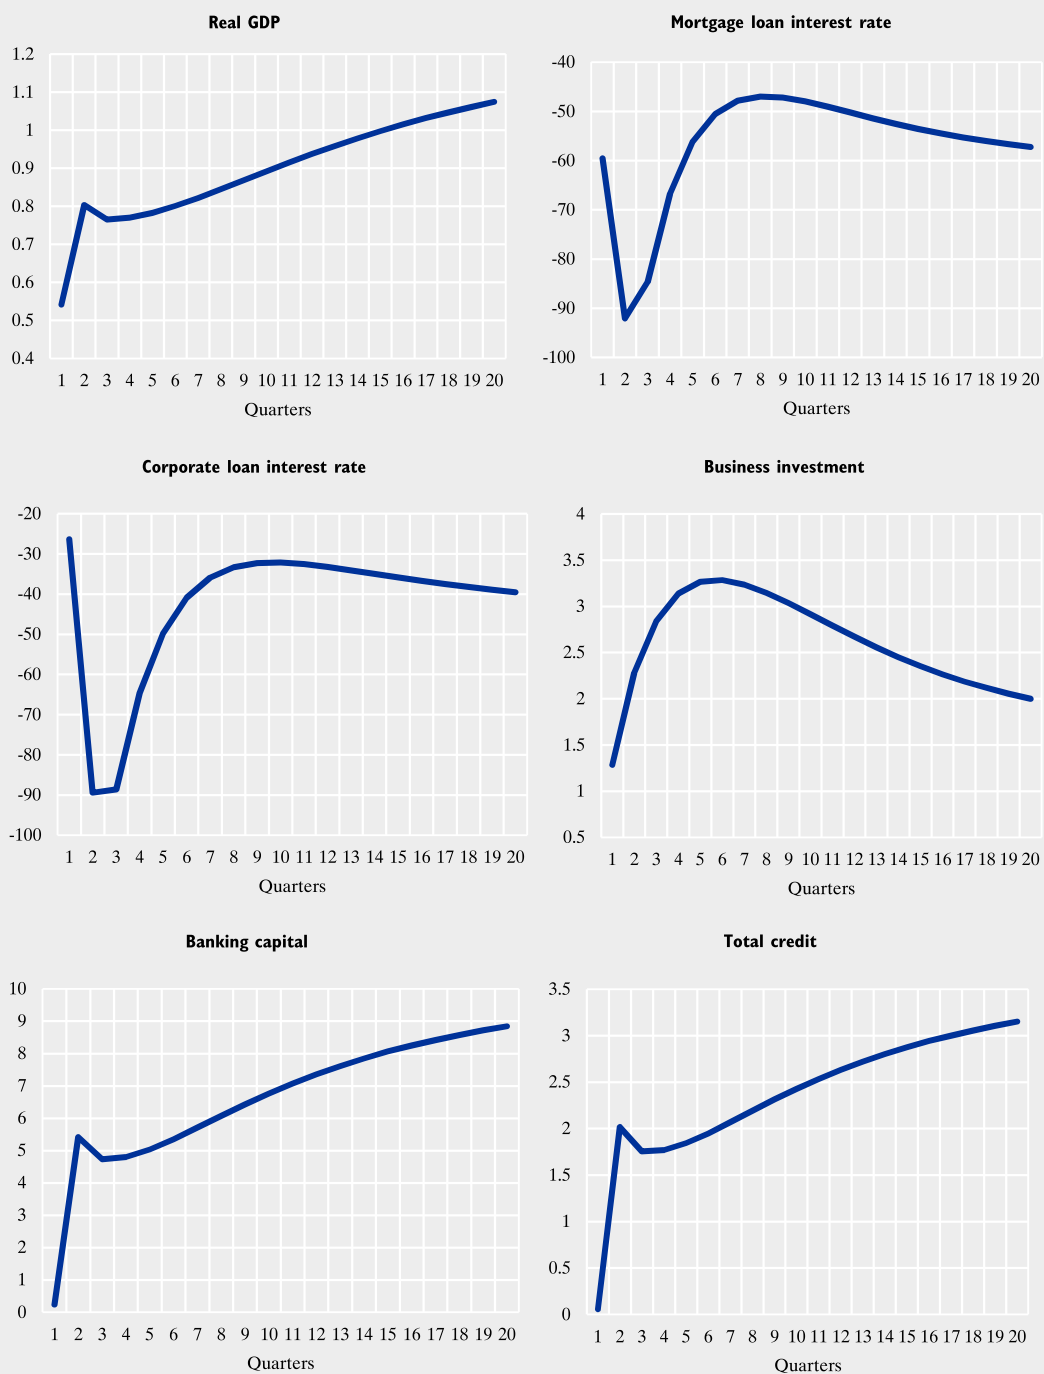 Real GDP
1.2
1.1
1
0.9
0.8
0.7
0.6
0.5
0.4
1 2 3 4 5 6 7 8 9 10 11 12 13 14 15 16 17 18 19 20
Quarters
Mortgage loan interest rate
-40
-50
-60
-70
-80
-90
-100
1 2 3 4 5 6 7 8 9 10 11 12 13 14 15 16 17 18 19 20
Quarters
Corporate loan interest rate
-20
-30
-40
-50
-60
-70
-80
-90
-100
1 2 3 4 5 6 7 8 9 10 11 12 13 14 15 16 17 18 19 20
Quarters
Business investment
4
3.5
3
2.5
2
1.5
1
0.5
1 2 3 4 5 6 7 8 9 10 11 12 13 14 15 16 17 18 19 20
Quarters
Banking capital
10
9
8
7
6
5
4
3
2
1
0
1 2 3 4 5 6 7 8 9 10 11 12 13 14 15 16 17 18 19 20
Quarters
Total credit
3.5
3
2.5
2
1.5
1
0.5
0
1 2 3 4 5 6 7 8 9 10 11 12 13 14 15 16 17 18 19 20
Quarters